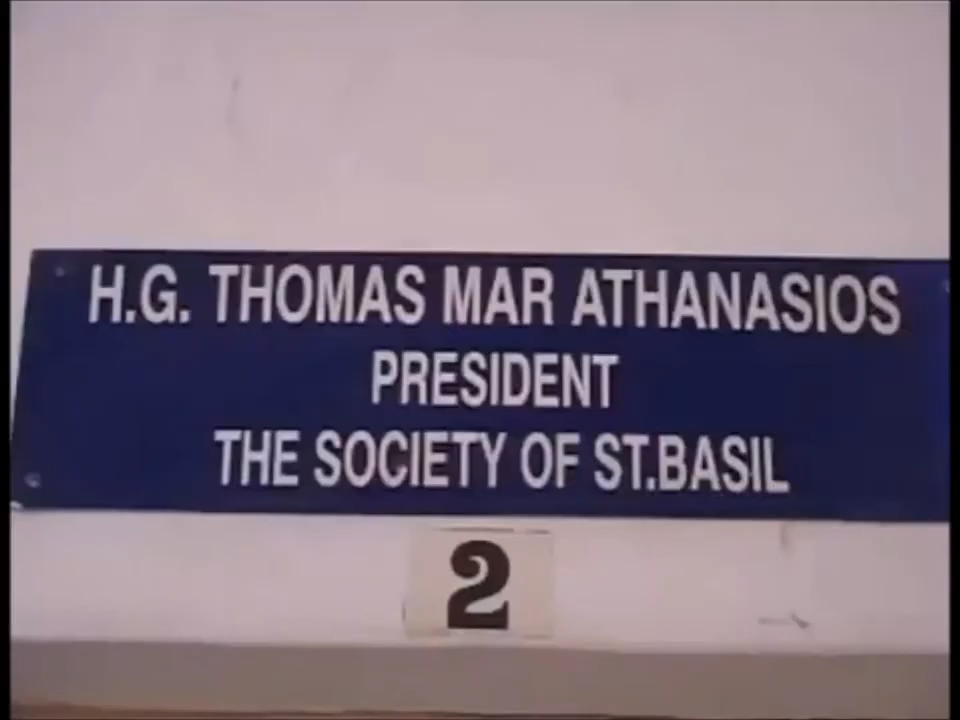 H.G. THOMAS MAR ATHANASIOS
PRESIDENT
THE SOCIETY OF ST.BASIL
2